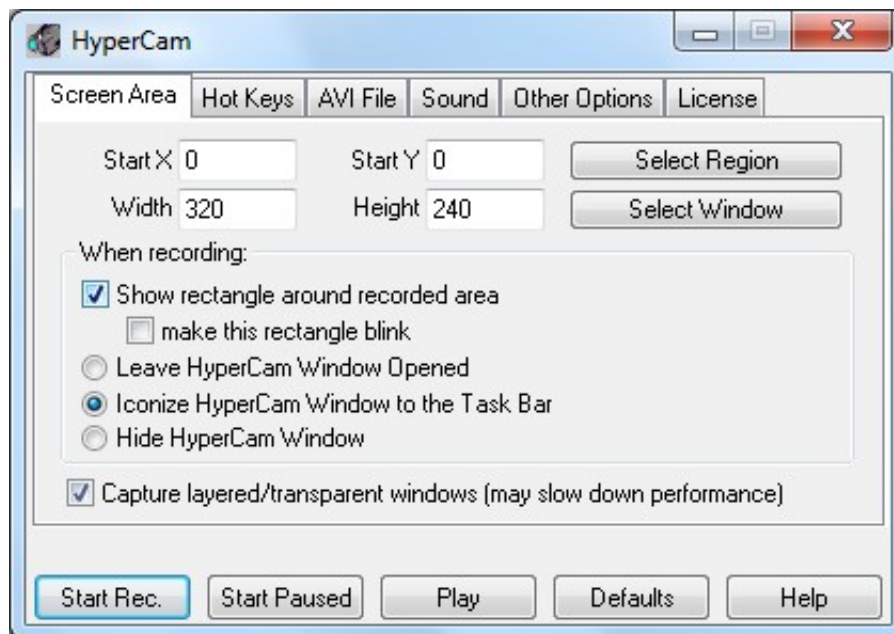 HyperCam
Screen Area Hot Keys AVI File Sound Other Options License
Start X 0 Start Y 0 Select Region
Width 320 Height 240 Select Window
When recording:
Show rectangle around recorded area
make this rectangle blink
Leave HyperCam Window Opened
Iconize HyperCam Window to the Task Bar
Hide HyperCam Window
Capture layered/transparent windows (may slow down performance)
Start Rec. Start Paused Play Defaults Help